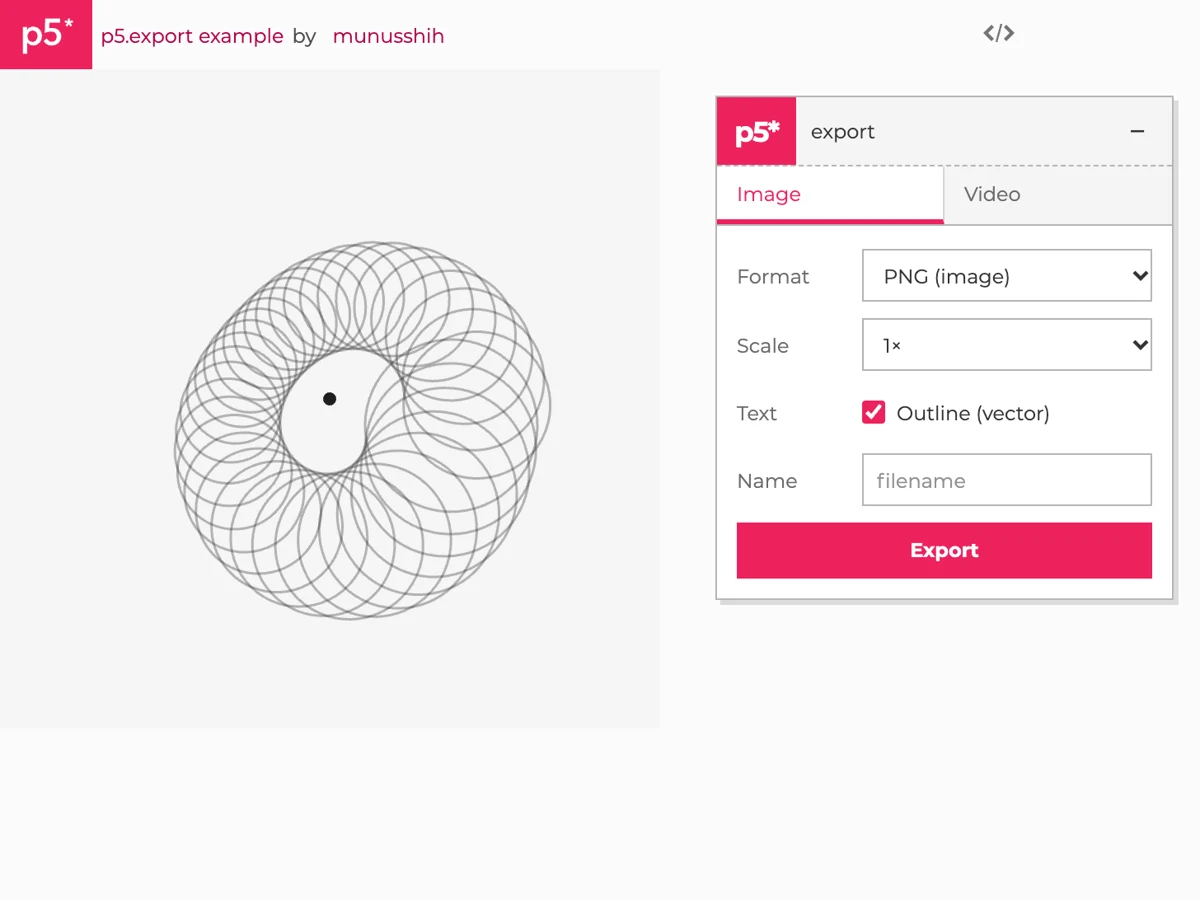 p5* p5.export example by munusshih </>
p5* export
Image Video
Format PNG (image)
Scale 1×
Text Outline (vector)
Name filename
Export